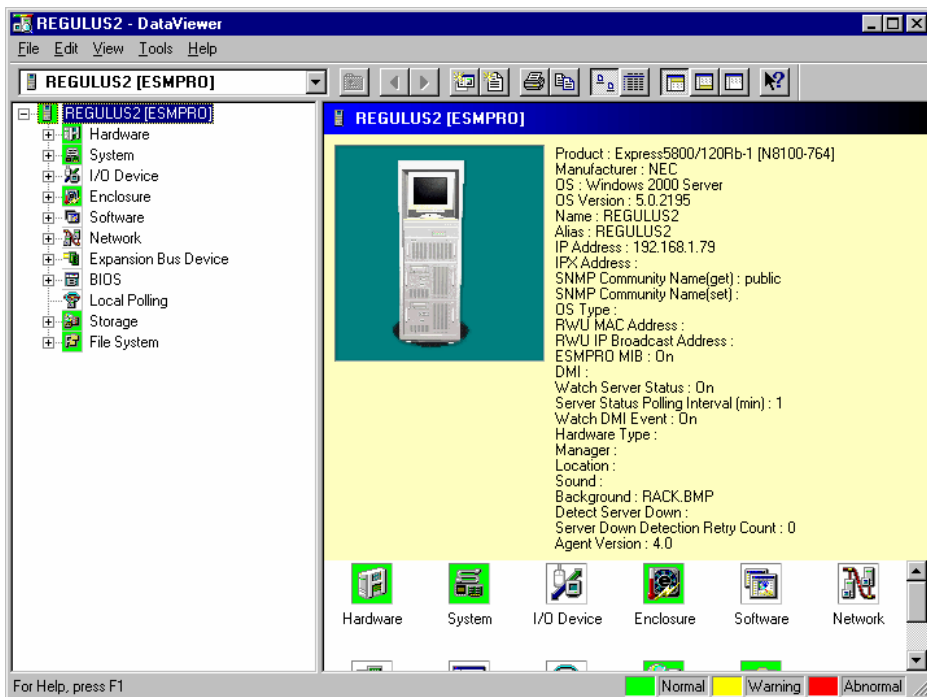 REGULUS2 - DataViewer
File Edit View Tools Help
REGULUS2 [ESMPRO]
REGULUS2 [ESMPRO]
Hardware
System
I/O Device
Enclosure
Software
Network
Expansion Bus Device
BIOS
Local Polling
Storage
File System
REGULUS2 [ESMPRO]
Product : Express5800/120Rb-1 [N8100-764]
Manufacturer : NEC
OS : Windows 2000 Server
OS Version : 5.0.2195
Name : REGULUS2
Alias : REGULUS2
IP Address : 192.168.1.79
IPX Address :
SNMP Community Name(get) : public
SNMP Community Name(set) :
OS Type :
RWU MAC Address :
RWU IP Broadcast Address :
ESMPRO MIB : On
DMI :
Watch Server Status : On
Server Status Polling Interval (min) : 1
Watch DMI Event : On
Hardware Type :
Manager :
Location :
Sound :
Background : RACK.BMP
Detect Server Down :
Server Down Detection Retry Count : 0
Agent Version : 4.0
Hardware System I/O Device Enclosure Software Network
For Help, press F1 Normal Warning Abnormal